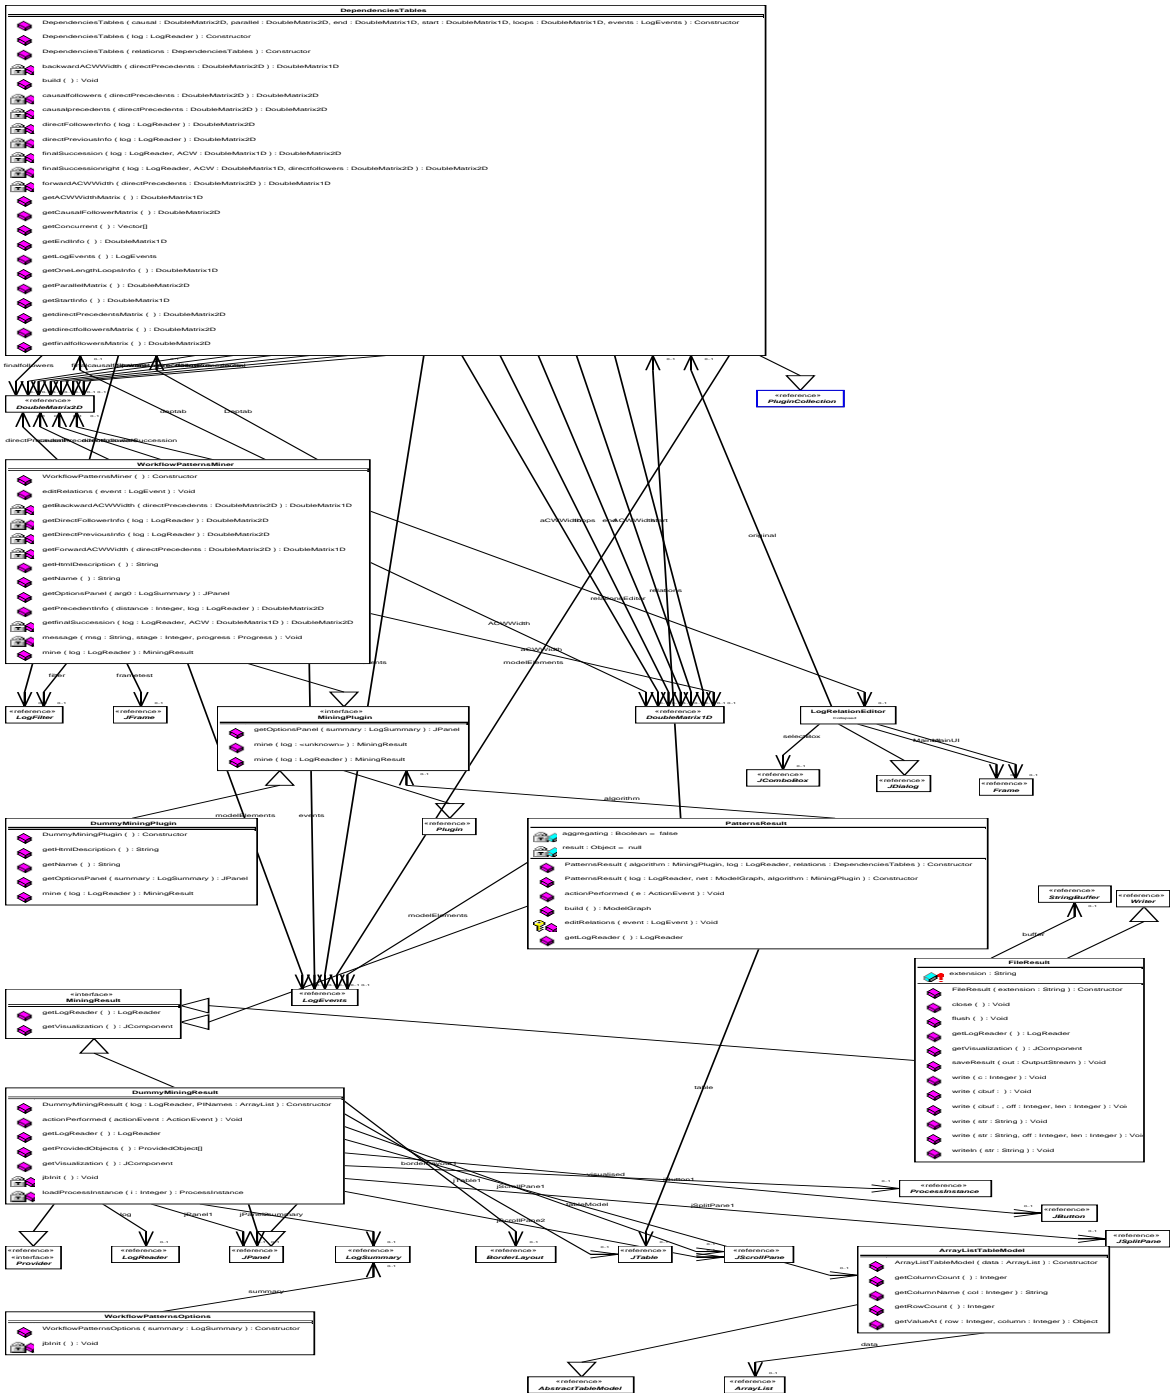 DependenciesTables
DependenciesTables ( causal : DoubleMatrix2D, parallel : DoubleMatrix2D, end : DoubleMatrix1D, start : DoubleMatrix1D, loops : DoubleMatrix1D, events : LogEvents ) : Constructor
DependenciesTables ( log : LogReader ) : Constructor
DependenciesTables ( relations : DependenciesTables ) : Constructor
backwardACWWidth ( directPrecedents : DoubleMatrix2D ) : DoubleMatrix1D
build ( ) : Void
causalfollowers ( directPrecedents : DoubleMatrix2D ) : DoubleMatrix2D
causalprecedents ( directPrecedents : DoubleMatrix2D ) : DoubleMatrix2D
directFollowerInfo ( log : LogReader ) : DoubleMatrix2D
directPreviousInfo ( log : LogReader ) : DoubleMatrix2D
finalSuccession ( log : LogReader, ACW : DoubleMatrix1D ) : DoubleMatrix2D
finalSuccessionright ( log : LogReader, ACW : DoubleMatrix1D, directfollowers : DoubleMatrix2D ) : DoubleMatrix2D
forwardACWWidth ( directPrecedents : DoubleMatrix2D ) : DoubleMatrix1D
getACWWidthMatrix ( ) : DoubleMatrix1D
getCausalFollowerMatrix ( ) : DoubleMatrix2D
getConcurrent ( ) : Vector[]
getEndInfo ( ) : DoubleMatrix1D
getLogEvents ( ) : LogEvents
getOneLengthLoopsInfo ( ) : DoubleMatrix1D
getParallelMatrix ( ) : DoubleMatrix2D
getStartInfo ( ) : DoubleMatrix1D
getdirectPrecedentsMatrix ( ) : DoubleMatrix2D
getdirectfollowersMatrix ( ) : DoubleMatrix2D
getfinalfollowersMatrix ( ) : DoubleMatrix2D
finalfollowers
«reference»
DoubleMatrix2D
«reference»
PluginCollection
deptab
Deptab
WorkflowPatternsMiner
WorkflowPatternsMiner ( ) : Constructor
editRelations ( event : LogEvent ) : Void
getBackwardACWWidth ( directPrecedents : DoubleMatrix2D ) : DoubleMatrix1D
getDirectFollowerInfo ( log : LogReader ) : DoubleMatrix2D
getDirectPreviousInfo ( log : LogReader ) : DoubleMatrix2D
getForwardACWWidth ( directPrecedents : DoubleMatrix2D ) : DoubleMatrix1D
getHtmlDescription ( ) : String
getName ( ) : String
getOptionsPanel ( arg0 : LogSummary ) : JPanel
getPrecedentInfo ( distance : Integer, log : LogReader ) : DoubleMatrix2D
getfinalSuccession ( log : LogReader, ACW : DoubleMatrix1D ) : DoubleMatrix2D
message ( msg : String, stage : Integer, progress : Progress ) : Void
mine ( log : LogReader ) : MiningResult
original
relations
relationsEditor
ACWWidth
ACWWidth
modelElements
filter
frametest
«reference»
LogFilter
«reference»
JFrame
«interface»
MiningPlugin
getOptionsPanel ( summary : LogSummary ) : JPanel
mine ( log : <unknown> ) : MiningResult
mine ( log : LogReader ) : MiningResult
«reference»
DoubleMatrix1D
LogRelationEditor
selectBox
«reference»
JComboBox
«reference»
JDialog
«reference»
Frame
algorithm
modelElements
events
DummyMiningPlugin
DummyMiningPlugin ( ) : Constructor
getHtmlDescription ( ) : String
getName ( ) : String
getOptionsPanel ( summary : LogSummary ) : JPanel
mine ( log : LogReader ) : MiningResult
«reference»
Plugin
PatternsResult
aggregating : Boolean = false
result : Object = null
PatternsResult ( algorithm : MiningPlugin, log : LogReader, relations : DependenciesTables ) : Constructor
PatternsResult ( log : LogReader, net : ModelGraph, algorithm : MiningPlugin ) : Constructor
actionPerformed ( e : ActionEvent ) : Void
build ( ) : ModelGraph
editRelations ( event : LogEvent ) : Void
getLogReader ( ) : LogReader
modelElements
«reference»
StringBuffer
«reference»
Writer
buffer
FileResult
extension : String
FileResult ( extension : String ) : Constructor
close ( ) : Void
flush ( ) : Void
getLogReader ( ) : LogReader
getVisualization ( ) : JComponent
saveResult ( out : OutputStream ) : Void
write ( c : Integer ) : Void
write ( cbuf : ) : Void
write ( cbuf : , off : Integer, len : Integer ) : Voi
write ( str : String ) : Void
write ( str : String, off : Integer, len : Integer ) : Voi
writeln ( str : String ) : Void
«interface»
MiningResult
getLogReader ( ) : LogReader
getVisualization ( ) : JComponent
«reference»
LogEvents
table
DummyMiningResult
DummyMiningResult ( log : LogReader, PINames : ArrayList ) : Constructor
actionPerformed ( actionEvent : ActionEvent ) : Void
getLogReader ( ) : LogReader
getProvidedObjects ( ) : ProvidedObject[]
getVisualization ( ) : JComponent
jbInit ( ) : Void
loadProcessInstance ( i : Integer ) : ProcessInstance
visualised
jTable1
jScrollPane1
tableModel
jSplitPane1
jScrollPane2
log
jPanel1
«reference»
ProcessInstance
«reference»
JButton
«reference»
JSplitPane
«reference»
«interface»
Provider
«reference»
LogReader
«reference»
JPanel
«reference»
LogSummary
«reference»
BorderLayout
«reference»
JTable
«reference»
JScrollPane
ArrayListTableModel
ArrayListTableModel ( data : ArrayList ) : Constructor
getColumnCount ( ) : Integer
getColumnName ( col : Integer ) : String
getRowCount ( ) : Integer
getValueAt ( row : Integer, column : Integer ) : Object
summary
WorkflowPatternsOptions
WorkflowPatternsOptions ( summary : LogSummary ) : Constructor
jbInit ( ) : Void
data
«reference»
AbstractTableModel
«reference»
ArrayList